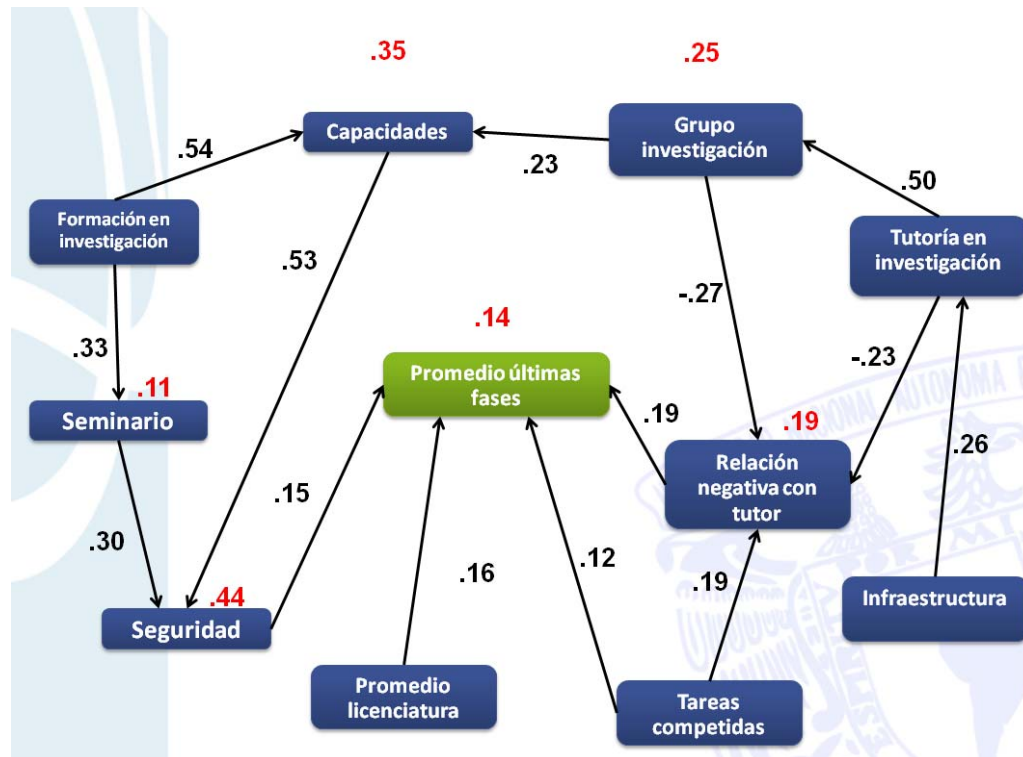 .35
.25
Capacidades
Grupo
investigación
.54
.23
.50
Formación en
investigación
Tutoría en
investigación
.53
-.27
.33
.14
-.23
.11
Promedio últimas
fases
Seminario
.19
.19
.26
Relación
negativa con
tutor
.15
.30
.16
.12
.19
.44
Infraestructura
Seguridad
Promedio
licenciatura
Tareas
competidas
NACIONAL AUTONOMA